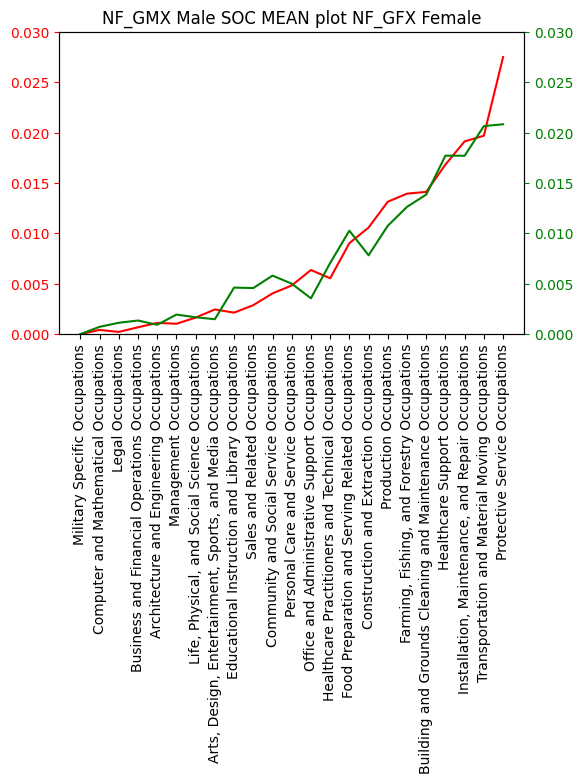 NF_GMX Male SOC MEAN plot NF_GFX Female
0.030
0.025
0.020
0.015
0.010
0.005
0.000
0.030
0.025
0.020
0.015
0.010
0.005
0.000
Military Specific Occupations
Computer and Mathematical Occupations
Legal Occupations
Business and Financial Operations Occupations
Architecture and Engineering Occupations
Management Occupations
Life, Physical, and Social Science Occupations
Arts, Design, Entertainment, Sports, and Media Occupations
Educational Instruction and Library Occupations
Sales and Related Occupations
Community and Social Service Occupations
Personal Care and Service Occupations
Office and Administrative Support Occupations
Healthcare Practitioners and Technical Occupations
Food Preparation and Serving Related Occupations
Construction and Extraction Occupations
Production Occupations
Farming, Fishing, and Forestry Occupations
Building and Grounds Cleaning and Maintenance Occupations
Healthcare Support Occupations
Installation, Maintenance, and Repair Occupations
Transportation and Material Moving Occupations
Protective Service Occupations